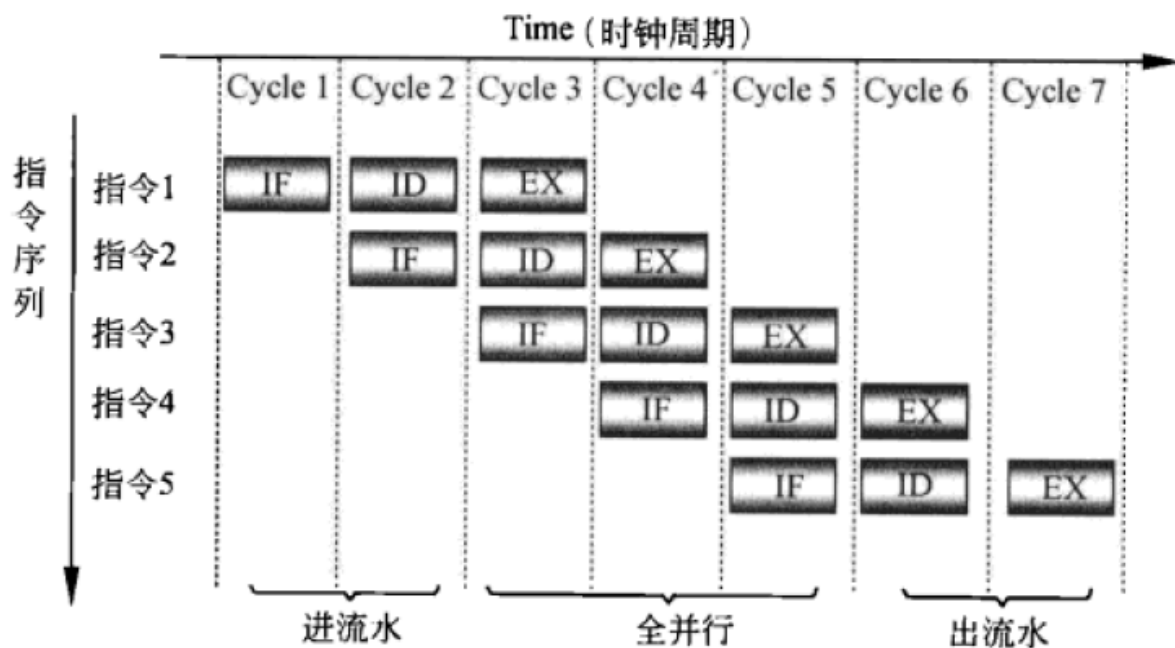 Time (时钟周期)
Cycle 1 Cycle 2 Cycle 3 Cycle 4 Cycle 5 Cycle 6 Cycle 7
指令序列
指令1 IF ID EX
指令2 IF ID EX
指令3 IF ID EX
指令4 IF ID EX
指令5 IF ID EX
进流水 全并行 出流水